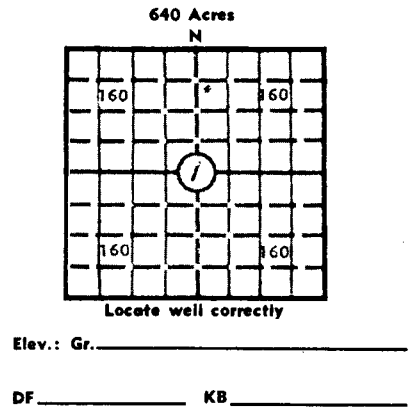 640 Acres
N
160 160
j
160 160
Locate well correctly
Elev.: Gr.
DF KB